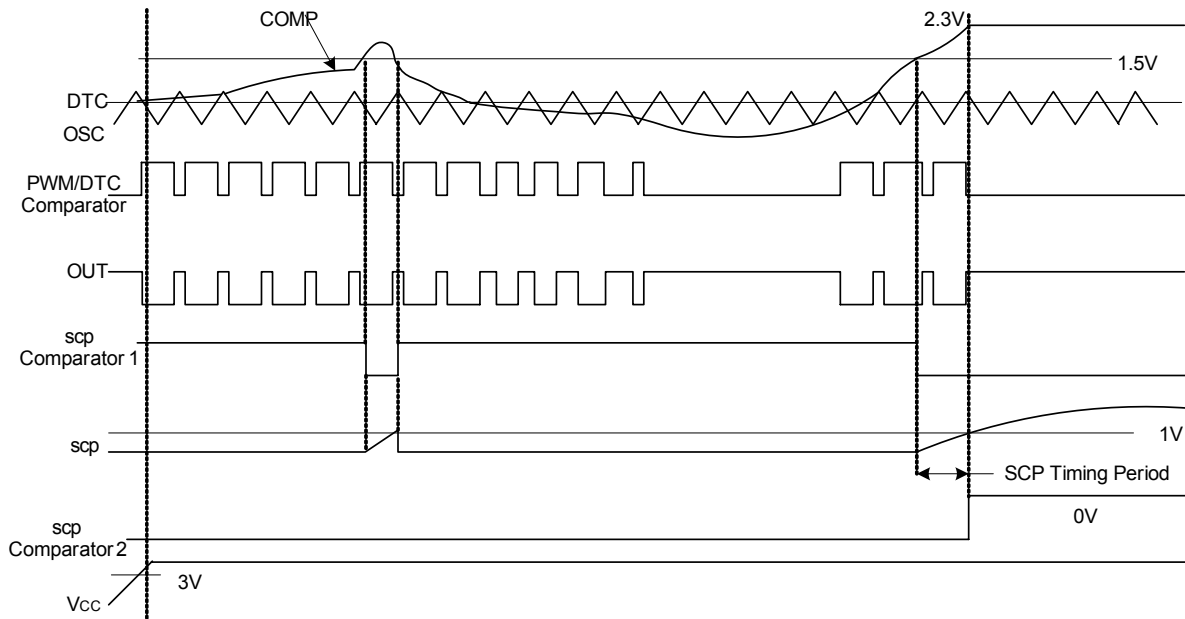 COMP
2.3V
1.5V
DTC
OSC
PWM/DTC
Comparator
OUT
scp
Comparator 1
scp
1V
SCP Timing Period
0V
scp
Comparator 2
3V
VCC